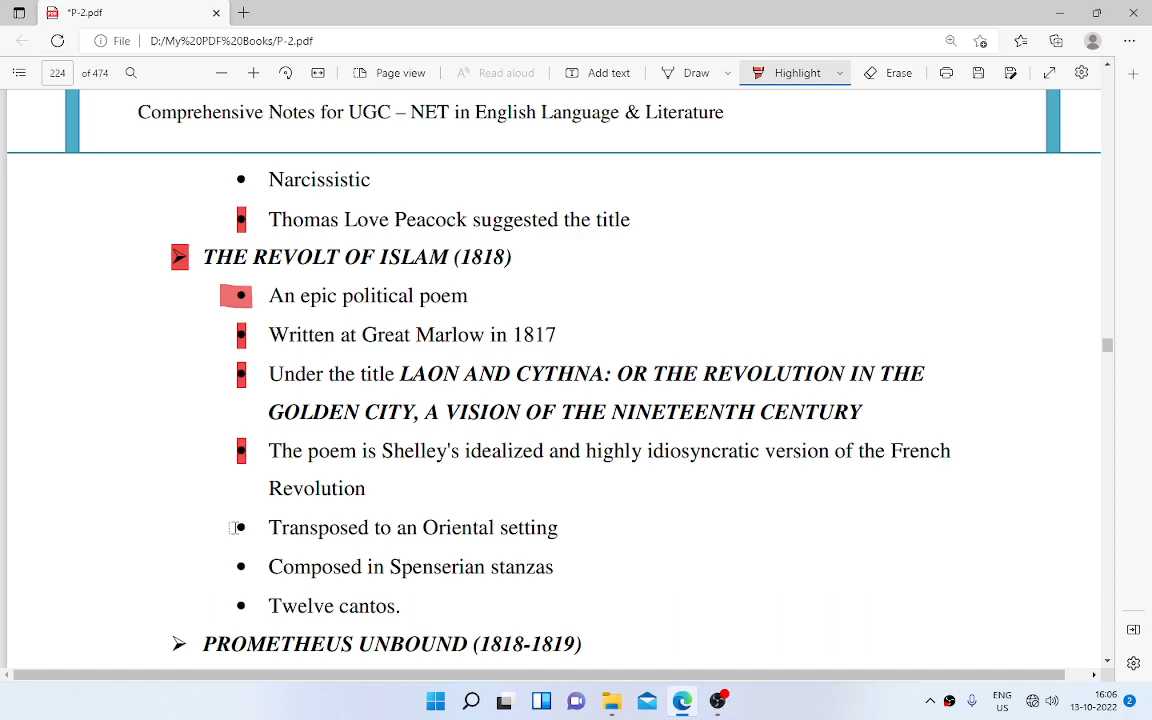 *P-2.pdf
File D:/My%20PDF%20Books/P-2.pdf
224 of 474 Page view Read aloud Add text Draw Highlight Erase
Comprehensive Notes for UGC – NET in English Language & Literature
• Narcissistic
• Thomas Love Peacock suggested the title
➢ THE REVOLT OF ISLAM (1818)
• An epic political poem
• Written at Great Marlow in 1817
• Under the title LAON AND CYTHNA: OR THE REVOLUTION IN THE
GOLDEN CITY, A VISION OF THE NINETEENTH CENTURY
• The poem is Shelley's idealized and highly idiosyncratic version of the French
Revolution
• Transposed to an Oriental setting
• Composed in Spenserian stanzas
• Twelve cantos.
➢ PROMETHEUS UNBOUND (1818-1819)
ENG 16:06
US 13-10-2022 2